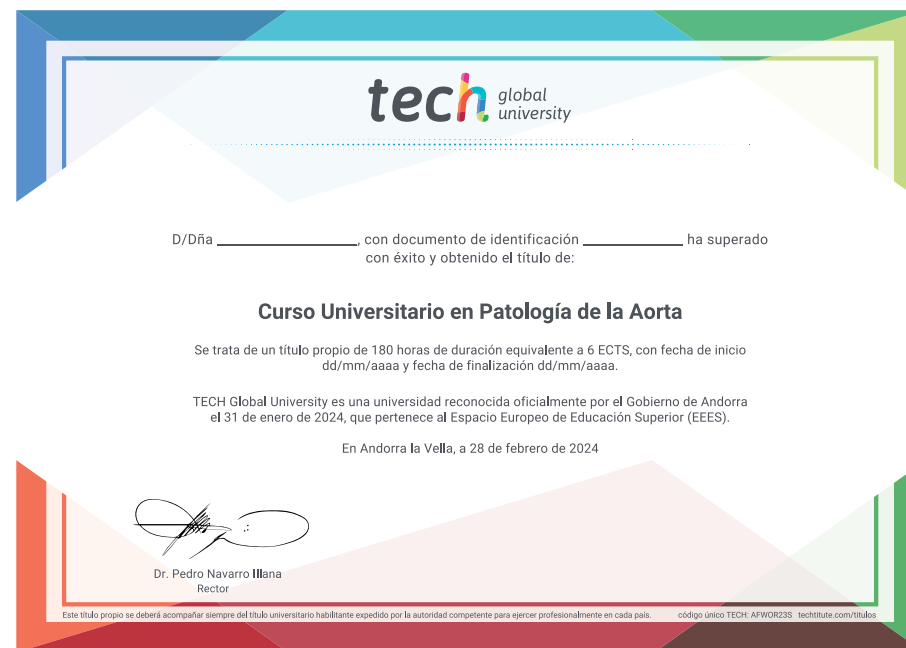 tech global university
D/Dña ____________________, con documento de identificación ______________ ha superado
con éxito y obtenido el título de:
Curso Universitario en Patología de la Aorta
Se trata de un título propio de 180 horas de duración equivalente a 6 ECTS, con fecha de inicio
dd/mm/aaaa y fecha de finalización dd/mm/aaaa.
TECH Global University es una universidad reconocida oficialmente por el Gobierno de Andorra
el 31 de enero de 2024, que pertenece al Espacio Europeo de Educación Superior (EEES).
En Andorra la Vella, a 28 de febrero de 2024
Dr. Pedro Navarro Illana
Rector
Este título propio se deberá acompañar siempre del título universitario habilitante expedido por la autoridad competente para ejercer profesionalmente en cada país. código único TECH: AFWOR23S techtitute.com/titulos